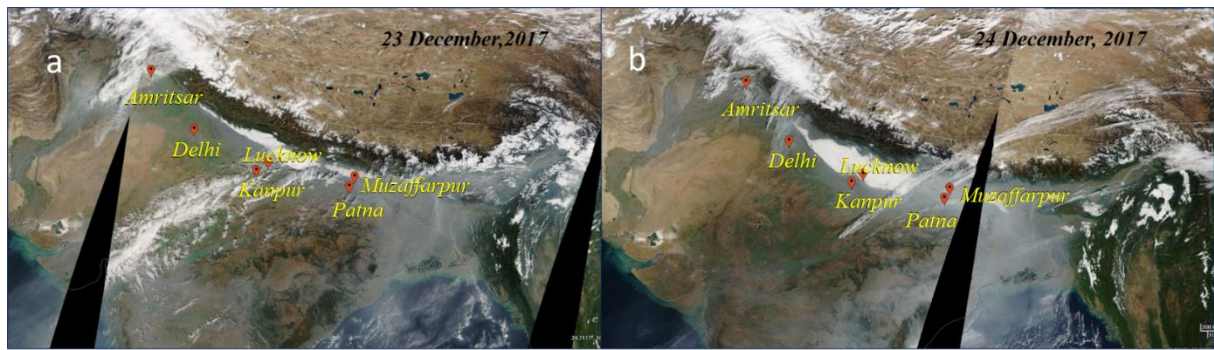 a
23 December,2017
Amritsar
Delhi
Lucknow
Kanpur
Muzaffarpur
Patna
b
24 December, 2017
Amritsar
Delhi
Lucknow
Kanpur
Muzaffarpur
Patna